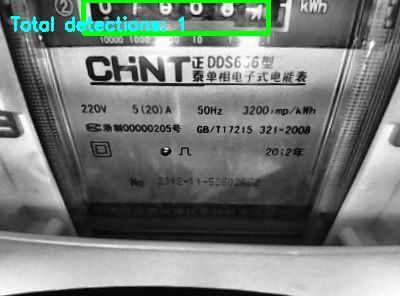 ② kWh
Total detections: 1
10000 1000 100 10 1
CHINT 正泰
DDS666型
单相电子式电能表
220V 5(20)A 50Hz 3200imp/kWh
浙制00000205号 GB/T17215.321-2008
2012年
No